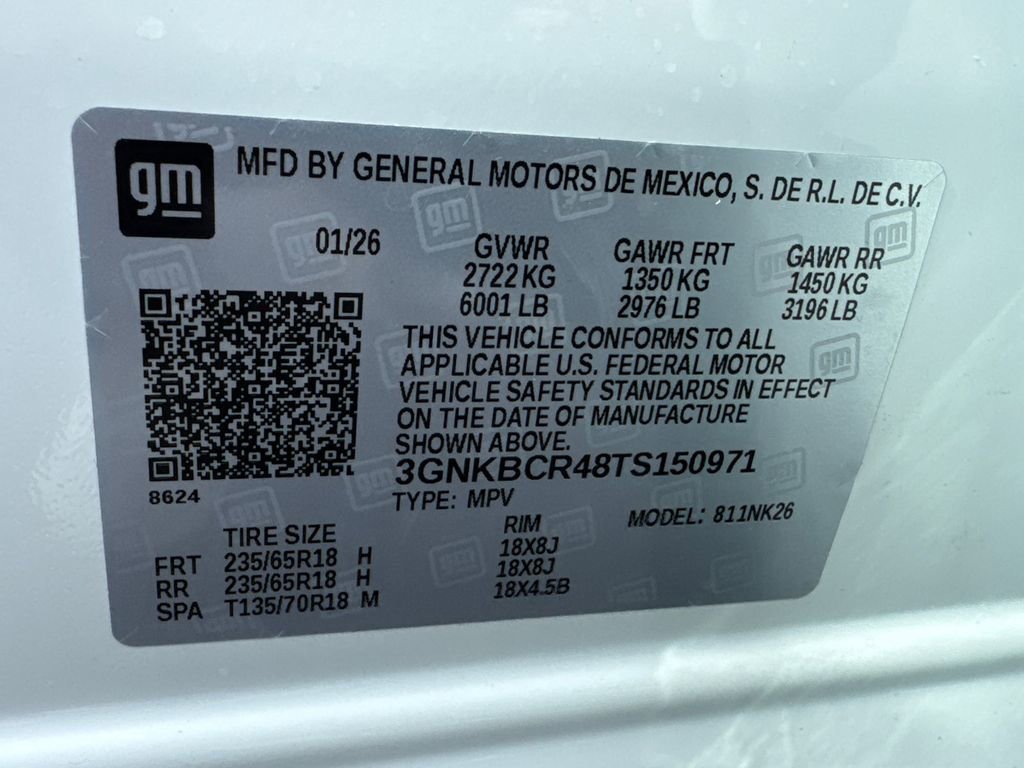 gm MFD BY GENERAL MOTORS DE MEXICO, S. DE R.L. DE C.V.
01/26 GVWR GAWR FRT GAWR RR
2722 KG 1350 KG 1450 KG
6001 LB 2976 LB 3196 LB
THIS VEHICLE CONFORMS TO ALL
APPLICABLE U.S. FEDERAL MOTOR
VEHICLE SAFETY STANDARDS IN EFFECT
ON THE DATE OF MANUFACTURE
SHOWN ABOVE.
3GNKBCR48TS150971
8624 TYPE: MPV MODEL: 811NK26
TIRE SIZE RIM
FRT 235/65R18 H 18X8J
RR 235/65R18 H 18X8J
SPA T135/70R18 M 18X4.5B